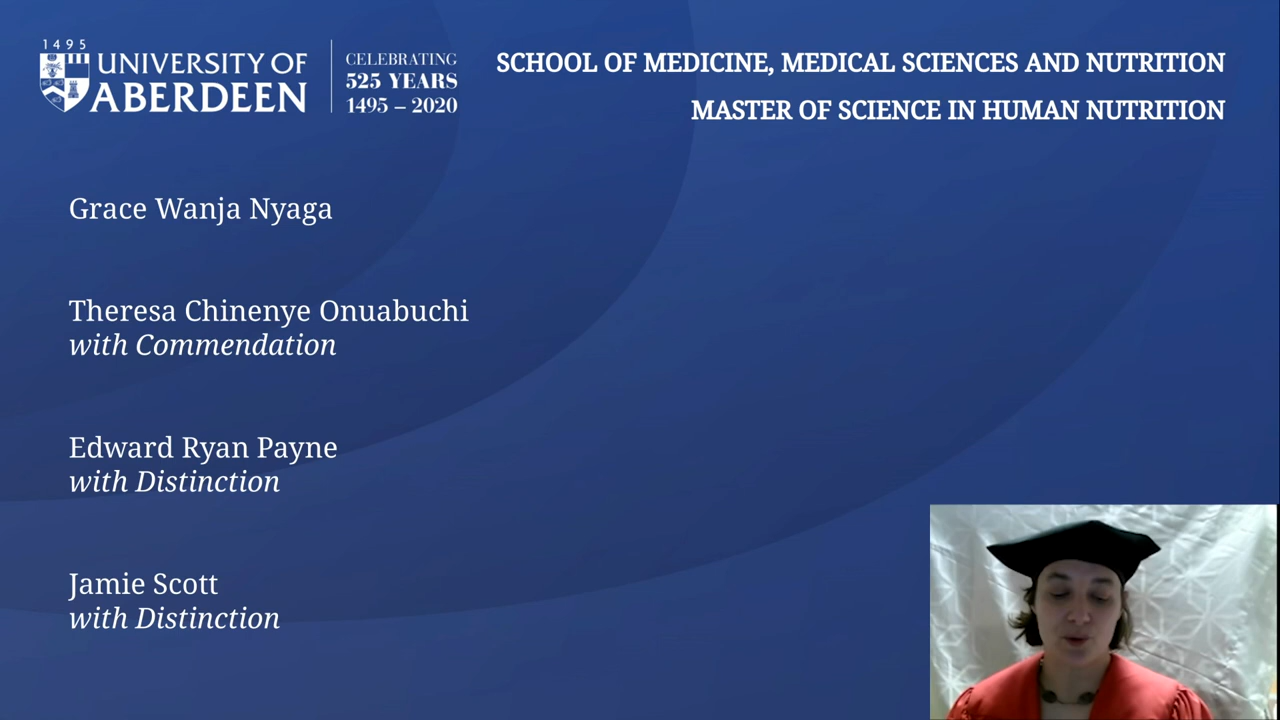 1495
UNIVERSITY OF
ABERDEEN
CELEBRATING
525 YEARS
1495 – 2020
SCHOOL OF MEDICINE, MEDICAL SCIENCES AND NUTRITION
MASTER OF SCIENCE IN HUMAN NUTRITION
Grace Wanja Nyaga
Theresa Chinenye Onuabuchi
with Commendation
Edward Ryan Payne
with Distinction
Jamie Scott
with Distinction